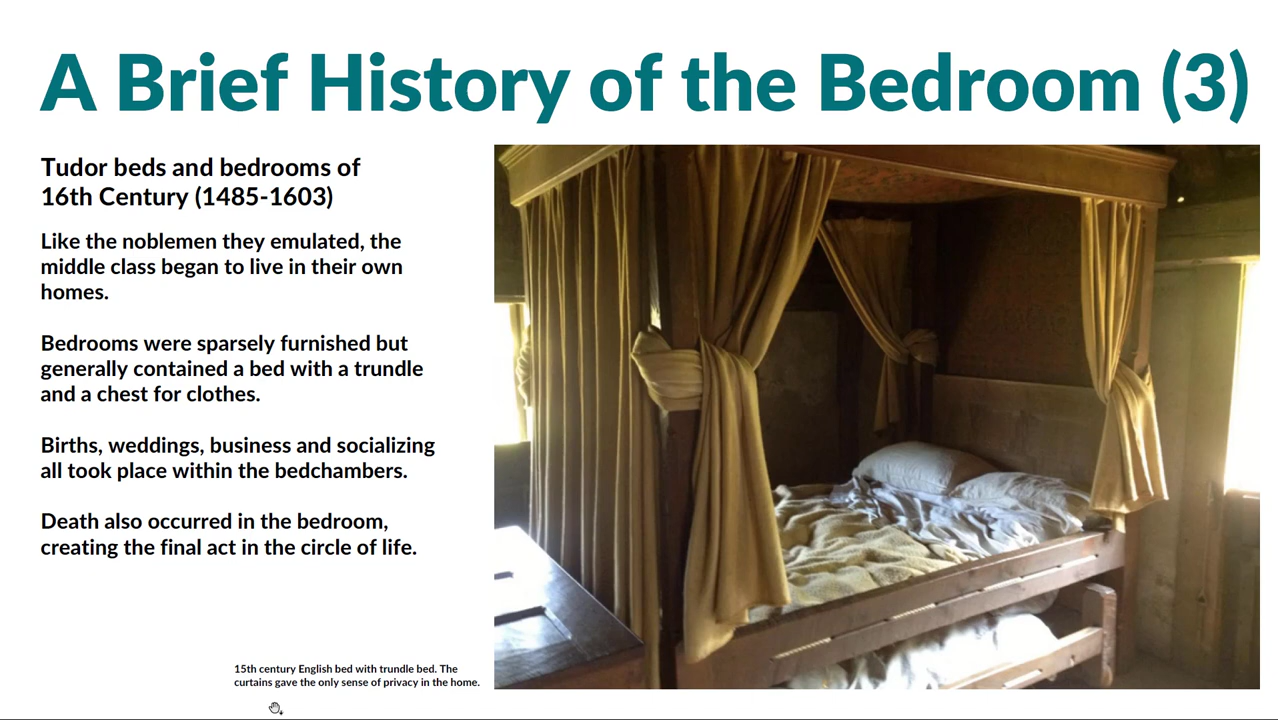 A Brief History of the Bedroom (3)
Tudor beds and bedrooms of
16th Century (1485-1603)
Like the noblemen they emulated, the
middle class began to live in their own
homes.
Bedrooms were sparsely furnished but
generally contained a bed with a trundle
and a chest for clothes.
Births, weddings, business and socializing
all took place within the bedchambers.
Death also occurred in the bedroom,
creating the final act in the circle of life.
15th century English bed with trundle bed. The
curtains gave the only sense of privacy in the home.